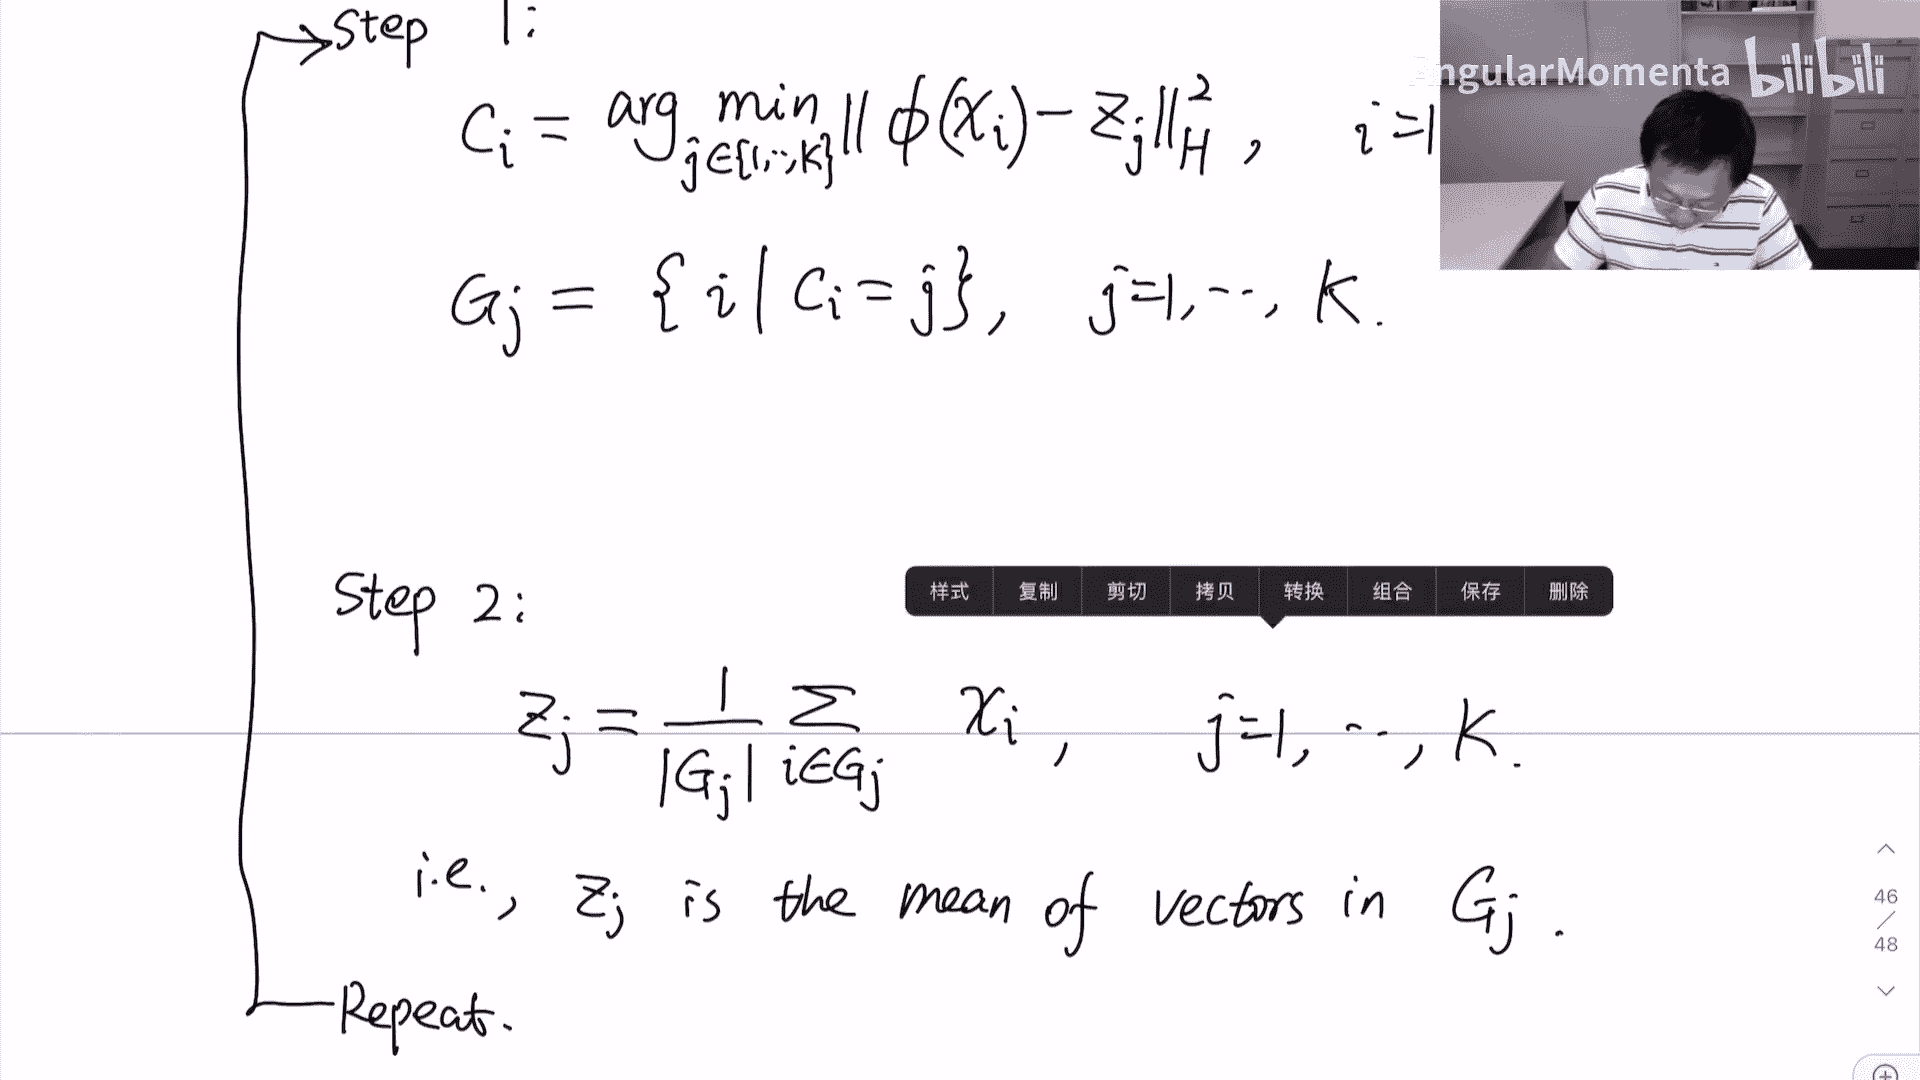 Step 1:
AngularMomenta bilibili
C_i = arg min_{j∈{1,...,K}} || φ(x_i) - z_j ||_H^2 , i=1
G_j = { i | C_i = j }, j=1, ..., K.
Step 2:
样式 复制 剪切 拷贝 转换 组合 保存 删除
z_j = 1/|G_j| Σ_{i∈G_j} x_i , j=1, ..., K.
i.e., z_j is the mean of vectors in G_j.
46
/
48
Repeat.